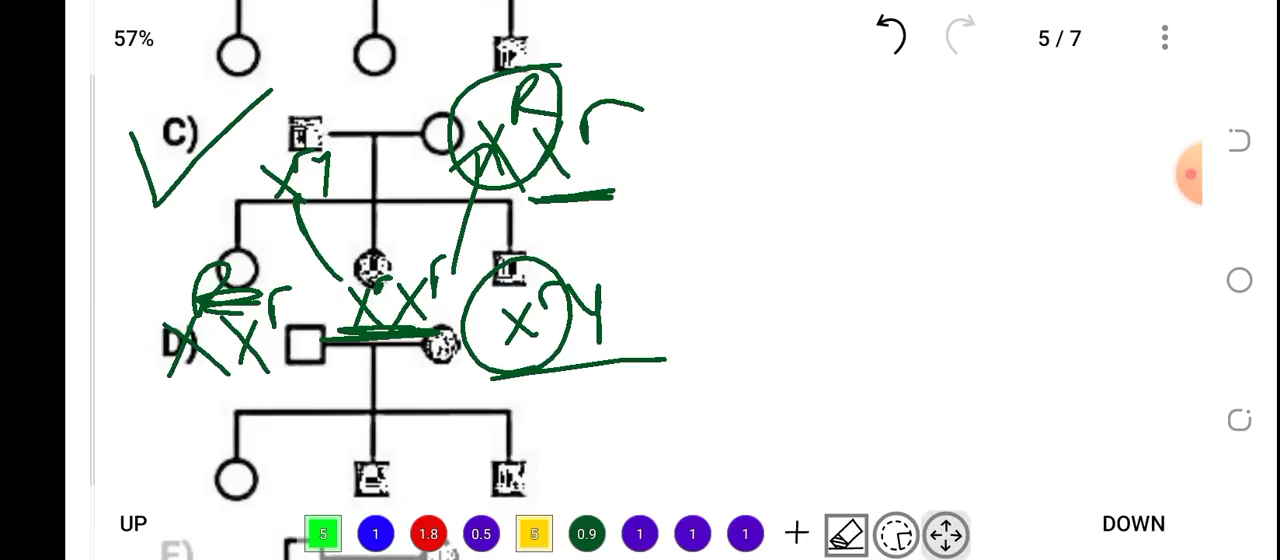 57%
5 / 7
C)
R
X X r
X r Y
R r
X r X r
X r Y
D)
X X
UP
5
1
1.8
0.5
5
0.9
1
1
1
DOWN
E)